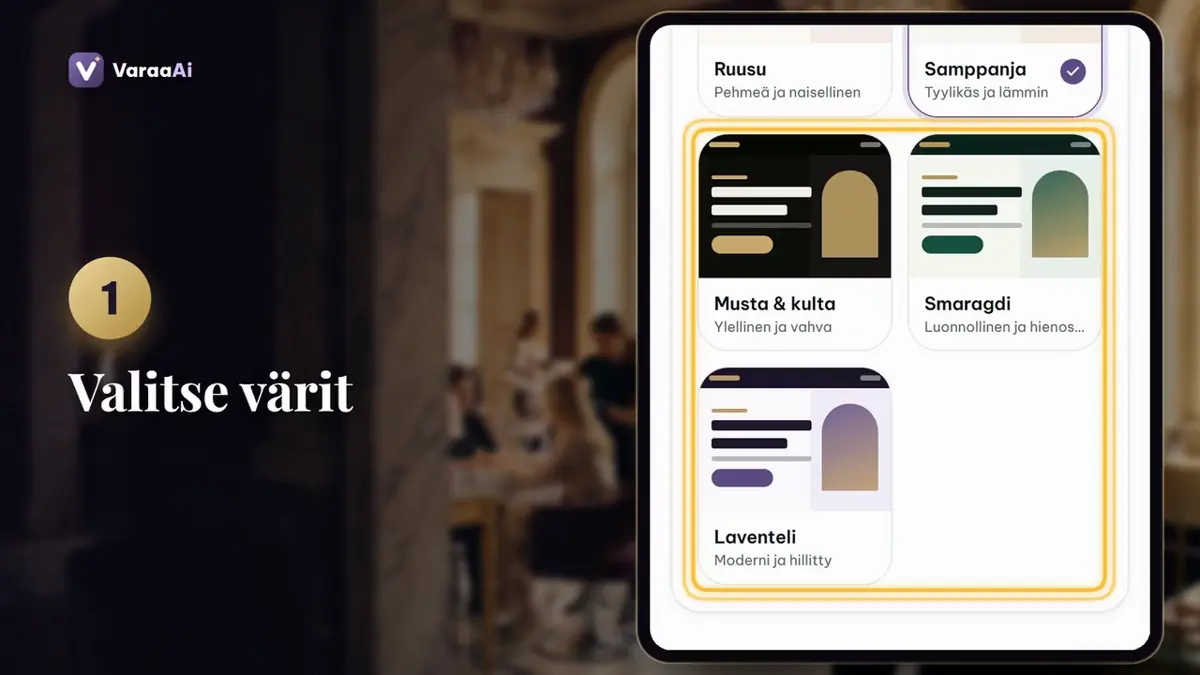 VaraaAi
1
Valitse värit
Ruusu
Pehmeä ja naisellinen
Samppanja
Tyylikäs ja lämmin
Musta & kulta
Ylellinen ja vahva
Smaragdi
Luonnollinen ja hienos...
Laventeli
Moderni ja hillitty